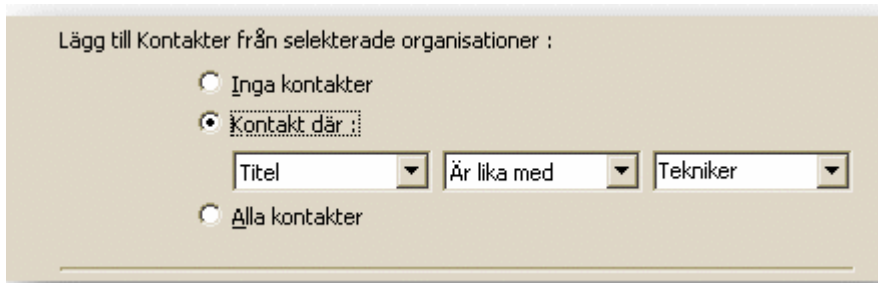 Lägg till Kontakter från selekterade organisationer :
Inga kontakter
Kontakt där :
Titel Är lika med Tekniker
Alla kontakter